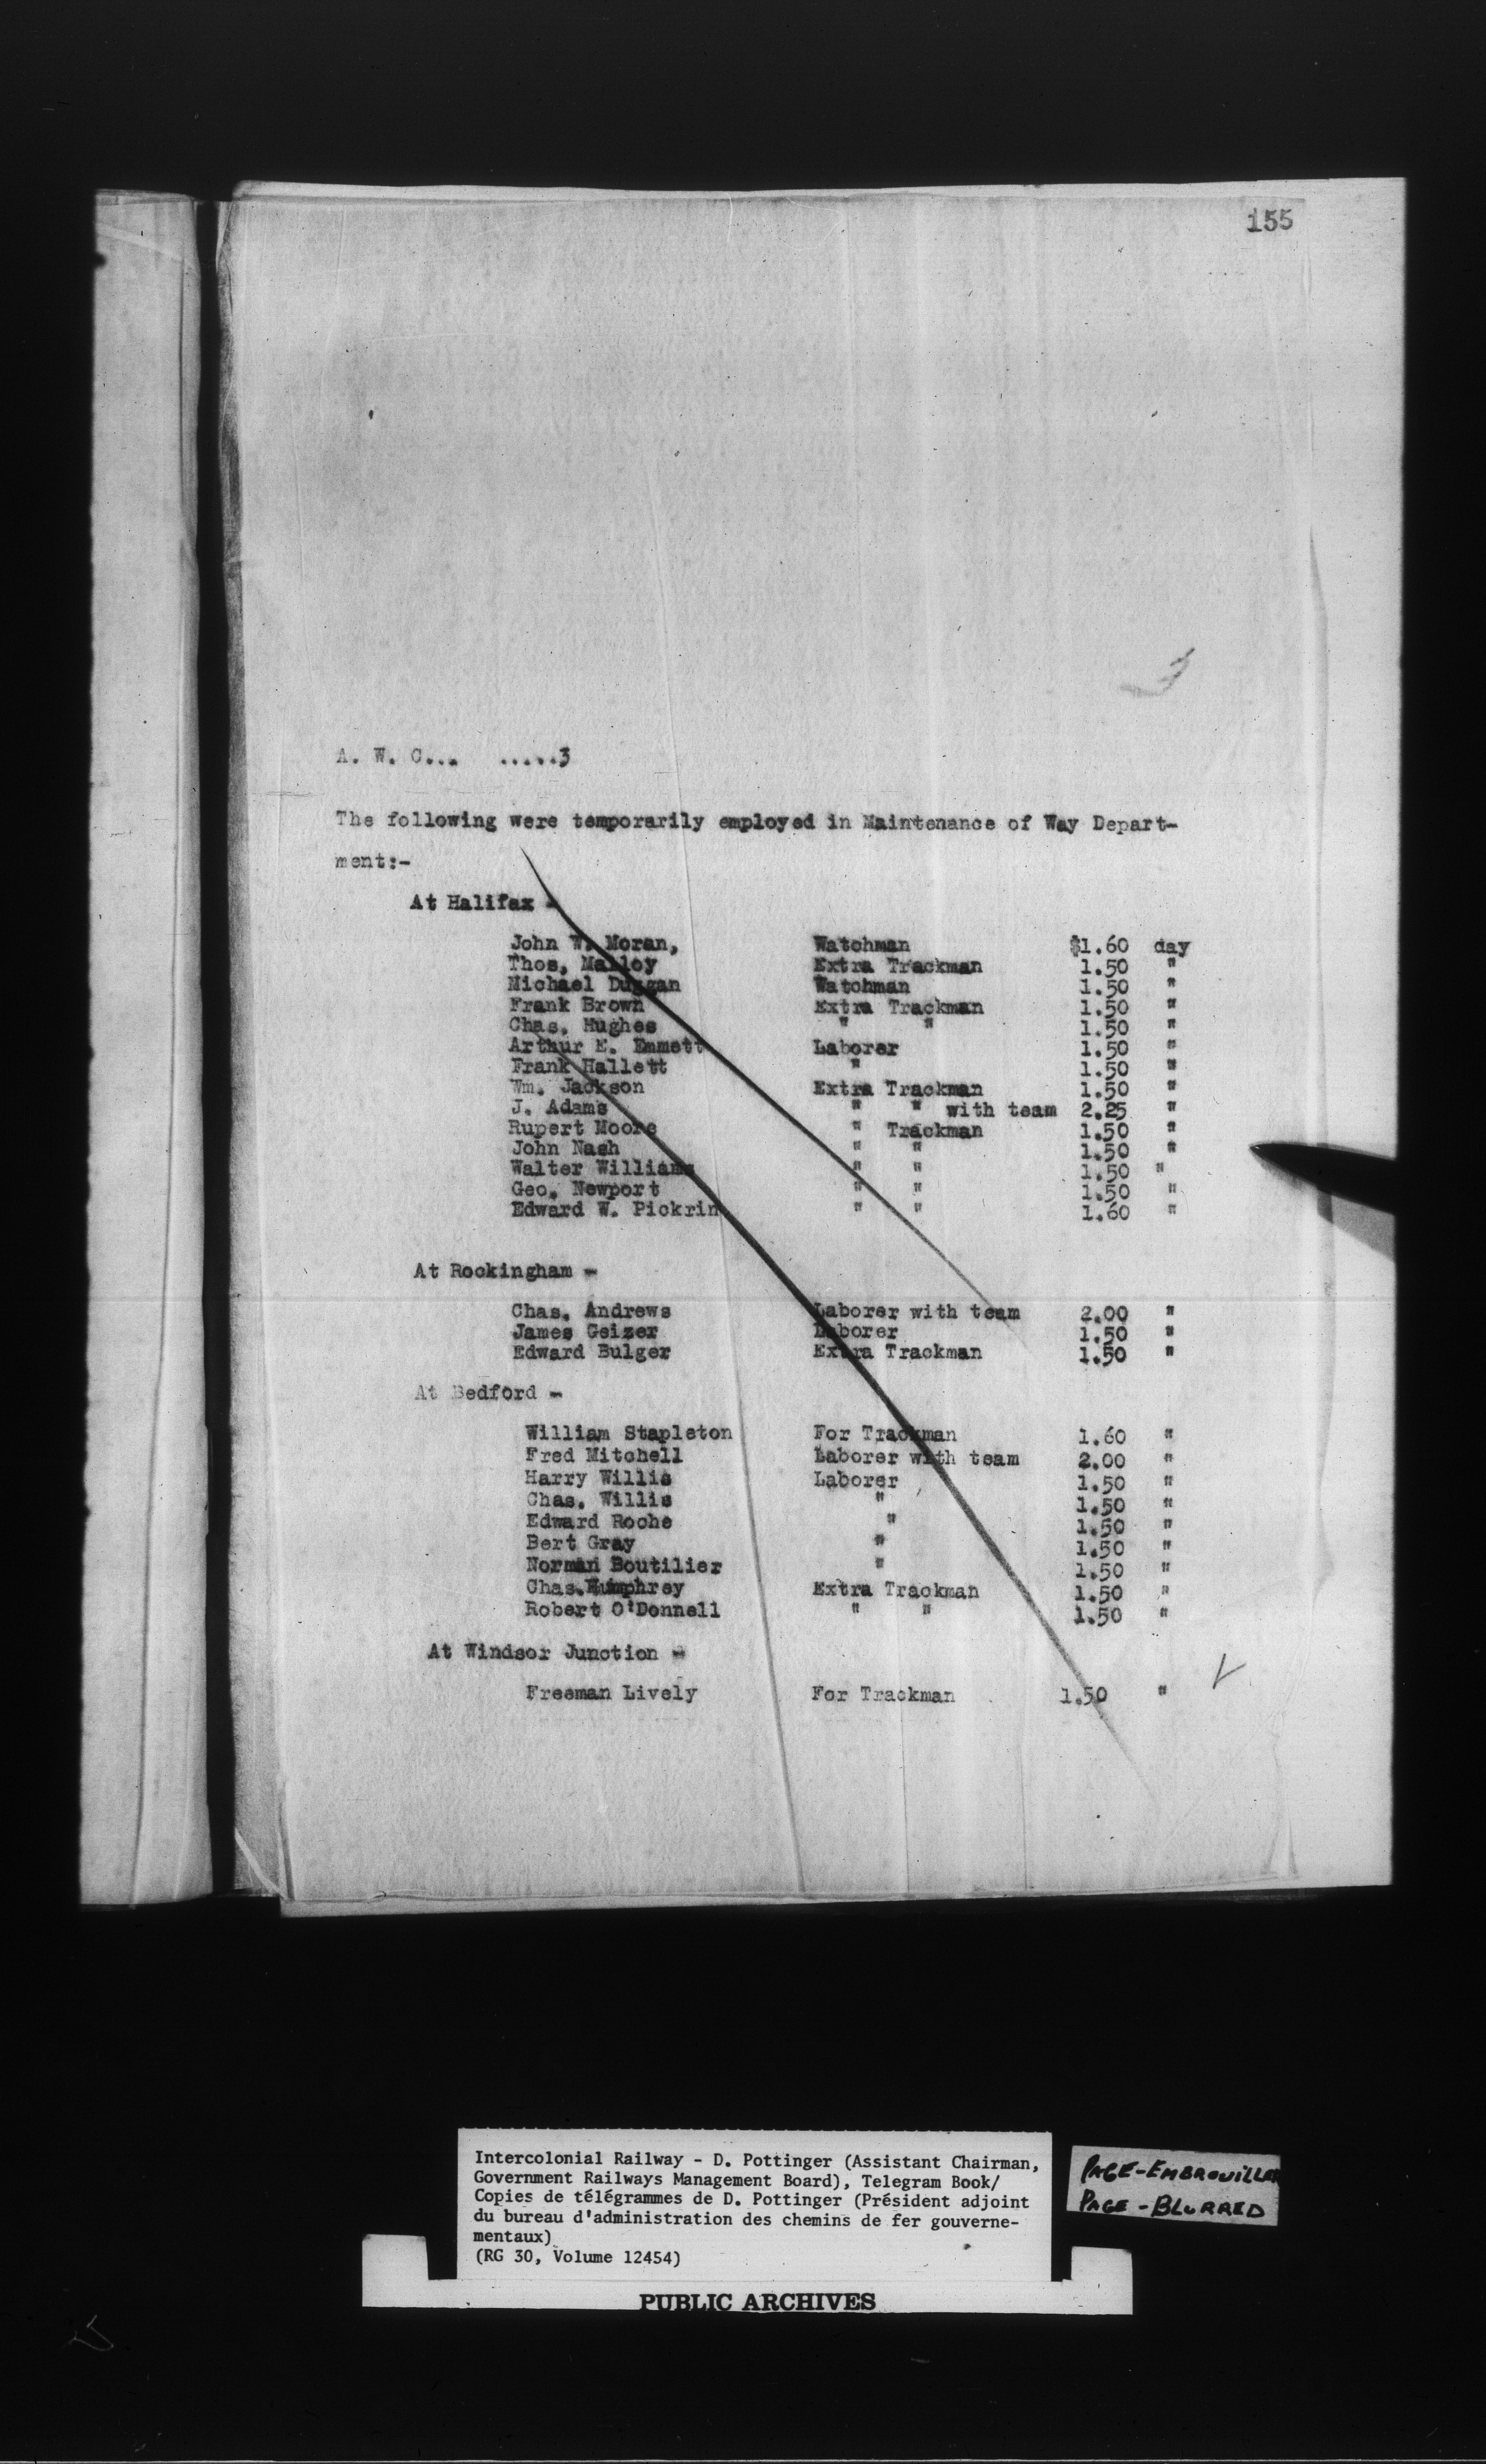 155
A. W. C... .....3
The following were temporarily employed in Maintenance of Way Depart-
ment:-
At Halifax -
John W. Moran, Watchman $1.60 day
Thos, Malloy Extra Trackman 1.50 "
Michael Duggan Watchman 1.50 "
Frank Brown Extra Trackman 1.50 "
Chas. Hughes " " 1.50 "
Arthur E. Emmett Laborer 1.50 "
Frank Hallett " 1.50 "
Wm. Jackson Extra Trackman 1.50 "
J. Adams " " with team 2.25 "
Rupert Moore " Trackman 1.50 "
John Nash " " 1.50 "
Walter Williams " " 1.50 "
Geo. Newport " " 1.50 "
Edward W. Pickrin " " 1.60 "
At Rockingham -
Chas. Andrews Laborer with team 2.00 "
James Geizer Laborer 1.50 "
Edward Bulger Extra Trackman 1.50 "
At Bedford -
William Stapleton For Trackman 1.60 "
Fred Mitchell Laborer with team 2.00 "
Harry Willis Laborer 1.50 "
Chas. Willis " 1.50 "
Edward Roche " 1.50 "
Bert Gray " 1.50 "
Norman Boutilier " 1.50 "
Chas.Humphrey Extra Trackman 1.50 "
Robert O'Donnell " " 1.50 "
At Windsor Junction -
Freeman Lively For Trackman 1.50 "
Intercolonial Railway - D. Pottinger (Assistant Chairman,
Government Railways Management Board), Telegram Book/
Copies de télégrammes de D. Pottinger (Président adjoint
du bureau d'administration des chemins de fer gouverne-
mentaux)
(RG 30, Volume 12454)
PUBLIC ARCHIVES
PAGE-EMBROUILLER
PAGE-BLURRED